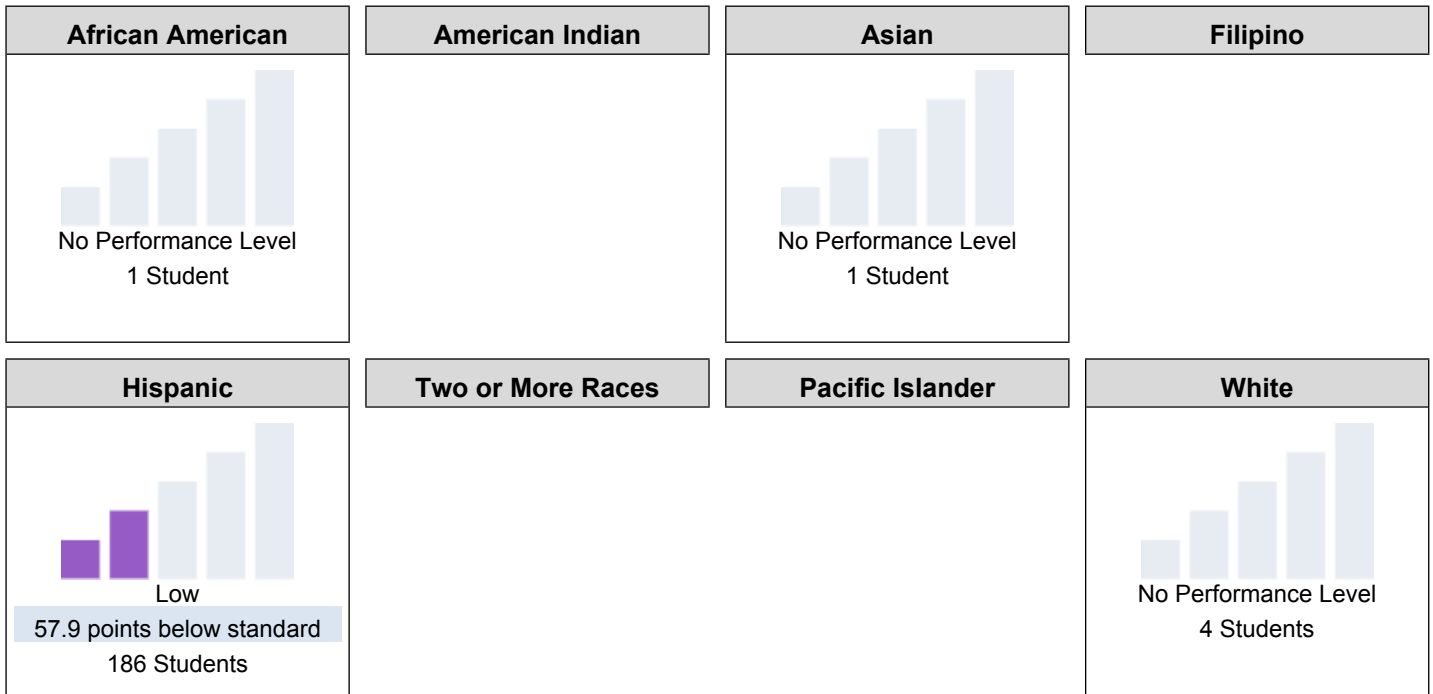 African American
American Indian
Asian
Filipino
No Performance Level
1 Student
No Performance Level
1 Student
Hispanic
Two or More Races
Pacific Islander
White
Low
57.9 points below standard
186 Students
No Performance Level
4 Students